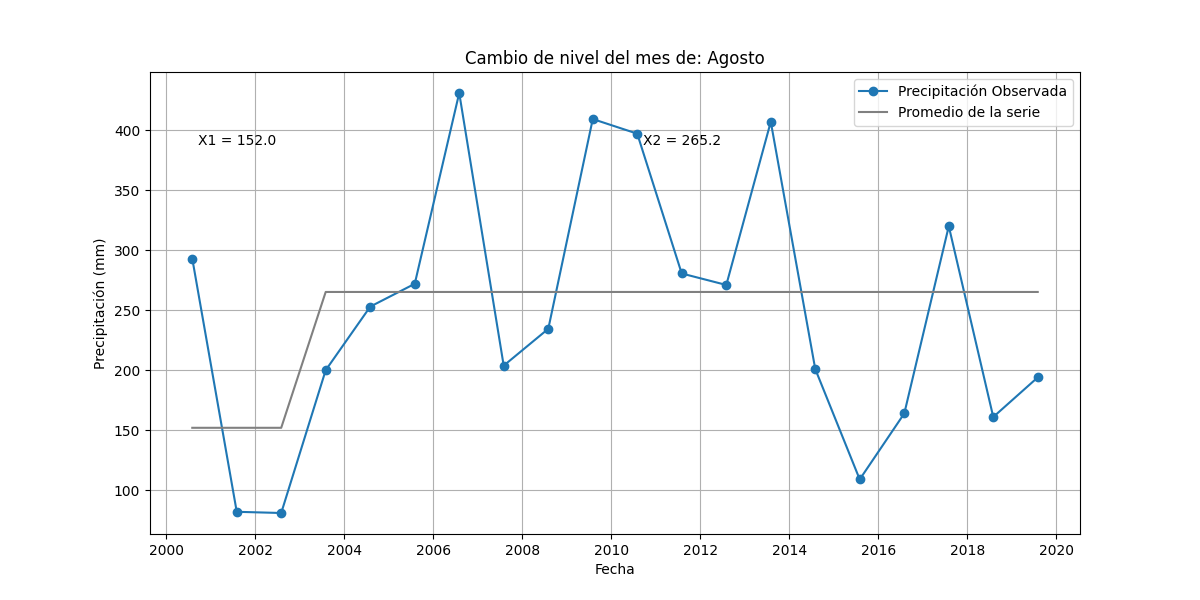 Cambio de nivel del mes de: Agosto
Precipitación Observada
Promedio de la serie
X1 = 152.0
X2 = 265.2
Precipitación (mm)
400
350
300
250
200
150
100
2000 2002 2004 2006 2008 2010 2012 2014 2016 2018 2020
Fecha